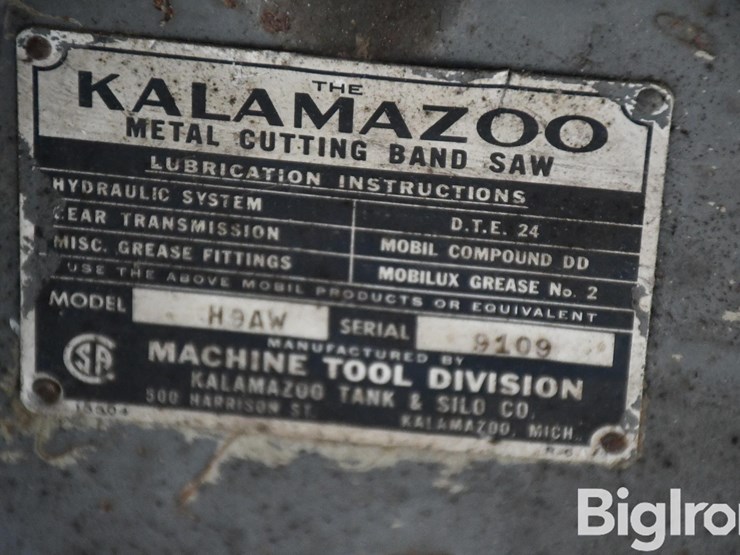 THE
KALAMAZOO
METAL CUTTING BAND SAW
LUBRICATION INSTRUCTIONS
HYDRAULIC SYSTEM D.T.E. 24
GEAR TRANSMISSION MOBIL COMPOUND DD
MISC. GREASE FITTINGS MOBILUX GREASE No. 2
USE THE ABOVE MOBIL PRODUCTS OR EQUIVALENT
MODEL H9AW SERIAL 9109
MANUFACTURED BY
MACHINE TOOL DIVISION
KALAMAZOO TANK & SILO CO.
500 HARRISON ST.
KALAMAZOO, MICH.
SA
BigIron